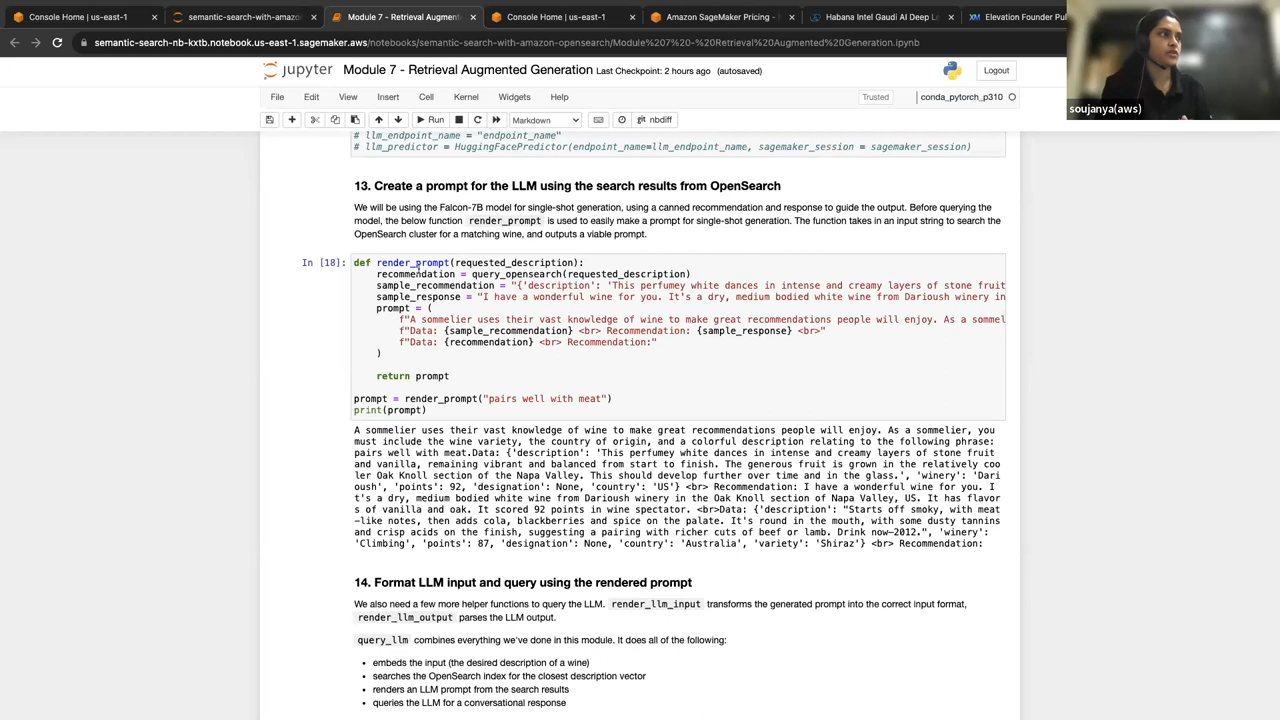 Console Home | us-east-1
semantic-search-with-amazo
Module 7 - Retrieval Augment
Console Home | us-east-1
Amazon SageMaker Pricing -
Habana Intel Gaudi AI Deep L
Elevation Founder Pu
semantic-search-nb-kxtb.notebook.us-east-1.sagemaker.aws/notebooks/semantic-search-with-amazon-opensearch/Module%207%20-%20Retrieval%20Augmented%20Generation.ipynb
soujanya(aws)
jupyter Module 7 - Retrieval Augmented Generation Last Checkpoint: 2 hours ago (autosaved)
Logout
File Edit View Insert Cell Kernel Widgets Help
Trusted
conda_pytorch_p310
Run Markdown nbdiff
# llm_endpoint_name = "endpoint_name"
# llm_predictor = HuggingFacePredictor(endpoint_name=llm_endpoint_name, sagemaker_session = sagemaker_session)
13. Create a prompt for the LLM using the search results from OpenSearch
We will be using the Falcon-7B model for single-shot generation, using a canned recommendation and response to guide the output. Before querying the
model, the below function render_prompt is used to easily make a prompt for single-shot generation. The function takes in an input string to search the
OpenSearch cluster for a matching wine, and outputs a viable prompt.
In [18]:
def render_prompt(requested_description):
recommendation = query_opensearch(requested_description)
sample_recommendation = "{'description': 'This perfumey white dances in intense and creamy layers of stone fruit
sample_response = "I have a wonderful wine for you. It's a dry, medium bodied white wine from Darioush winery in
prompt = (
f"A sommelier uses their vast knowledge of wine to make great recommendations people will enjoy. As a sommel
f"Data: {sample_recommendation} <br> Recommendation: {sample_response} <br>"
f"Data: {recommendation} <br> Recommendation:"
)
return prompt
prompt = render_prompt("pairs well with meat")
print(prompt)
A sommelier uses their vast knowledge of wine to make great recommendations people will enjoy. As a sommelier, you
must include the wine variety, the country of origin, and a colorful description relating to the following phrase:
pairs well with meat.Data: {'description': 'This perfumey white dances in intense and creamy layers of stone fruit
and vanilla, remaining vibrant and balanced from start to finish. The generous fruit is grown in the relatively coo
ler Oak Knoll section of the Napa Valley. This should develop further over time and in the glass.', 'winery': 'Dari
oush', 'points': 92, 'designation': None, 'country': 'US'} <br> Recommendation: I have a wonderful wine for you. I
t's a dry, medium bodied white wine from Darioush winery in the Oak Knoll section of Napa Valley, US. It has flavor
s of vanilla and oak. It scored 92 points in wine spectator. <br>Data: {'description': "Starts off smoky, with meat
-like notes, then adds cola, blackberries and spice on the palate. It's round in the mouth, with some dusty tannins
and crisp acids on the finish, suggesting a pairing with richer cuts of beef or lamb. Drink now–2012.", 'winery':
'Climbing', 'points': 87, 'designation': None, 'country': 'Australia', 'variety': 'Shiraz'} <br> Recommendation:
14. Format LLM input and query using the rendered prompt
We also need a few more helper functions to query the LLM. render_llm_input transforms the generated prompt into the correct input format,
render_llm_output parses the LLM output.
query_llm combines everything we've done in this module. It does all of the following:
• embeds the input (the desired description of a wine)
• searches the OpenSearch index for the closest description vector
• renders an LLM prompt from the search results
• queries the LLM for a conversational response